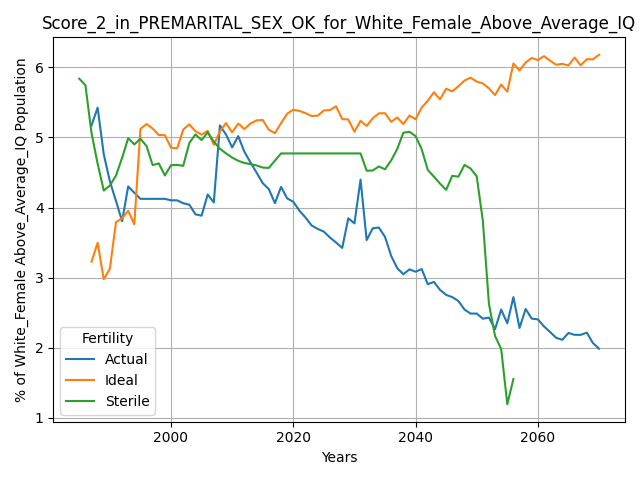 Score_2_in_PREMARITAL_SEX_OK_for_White_Female_Above_Average_IQ
% of White_Female Above_Average_IQ Population
6
5
4
3
2
1
Fertility
Actual
Ideal
Sterile
2000
2020
2040
2060
Years